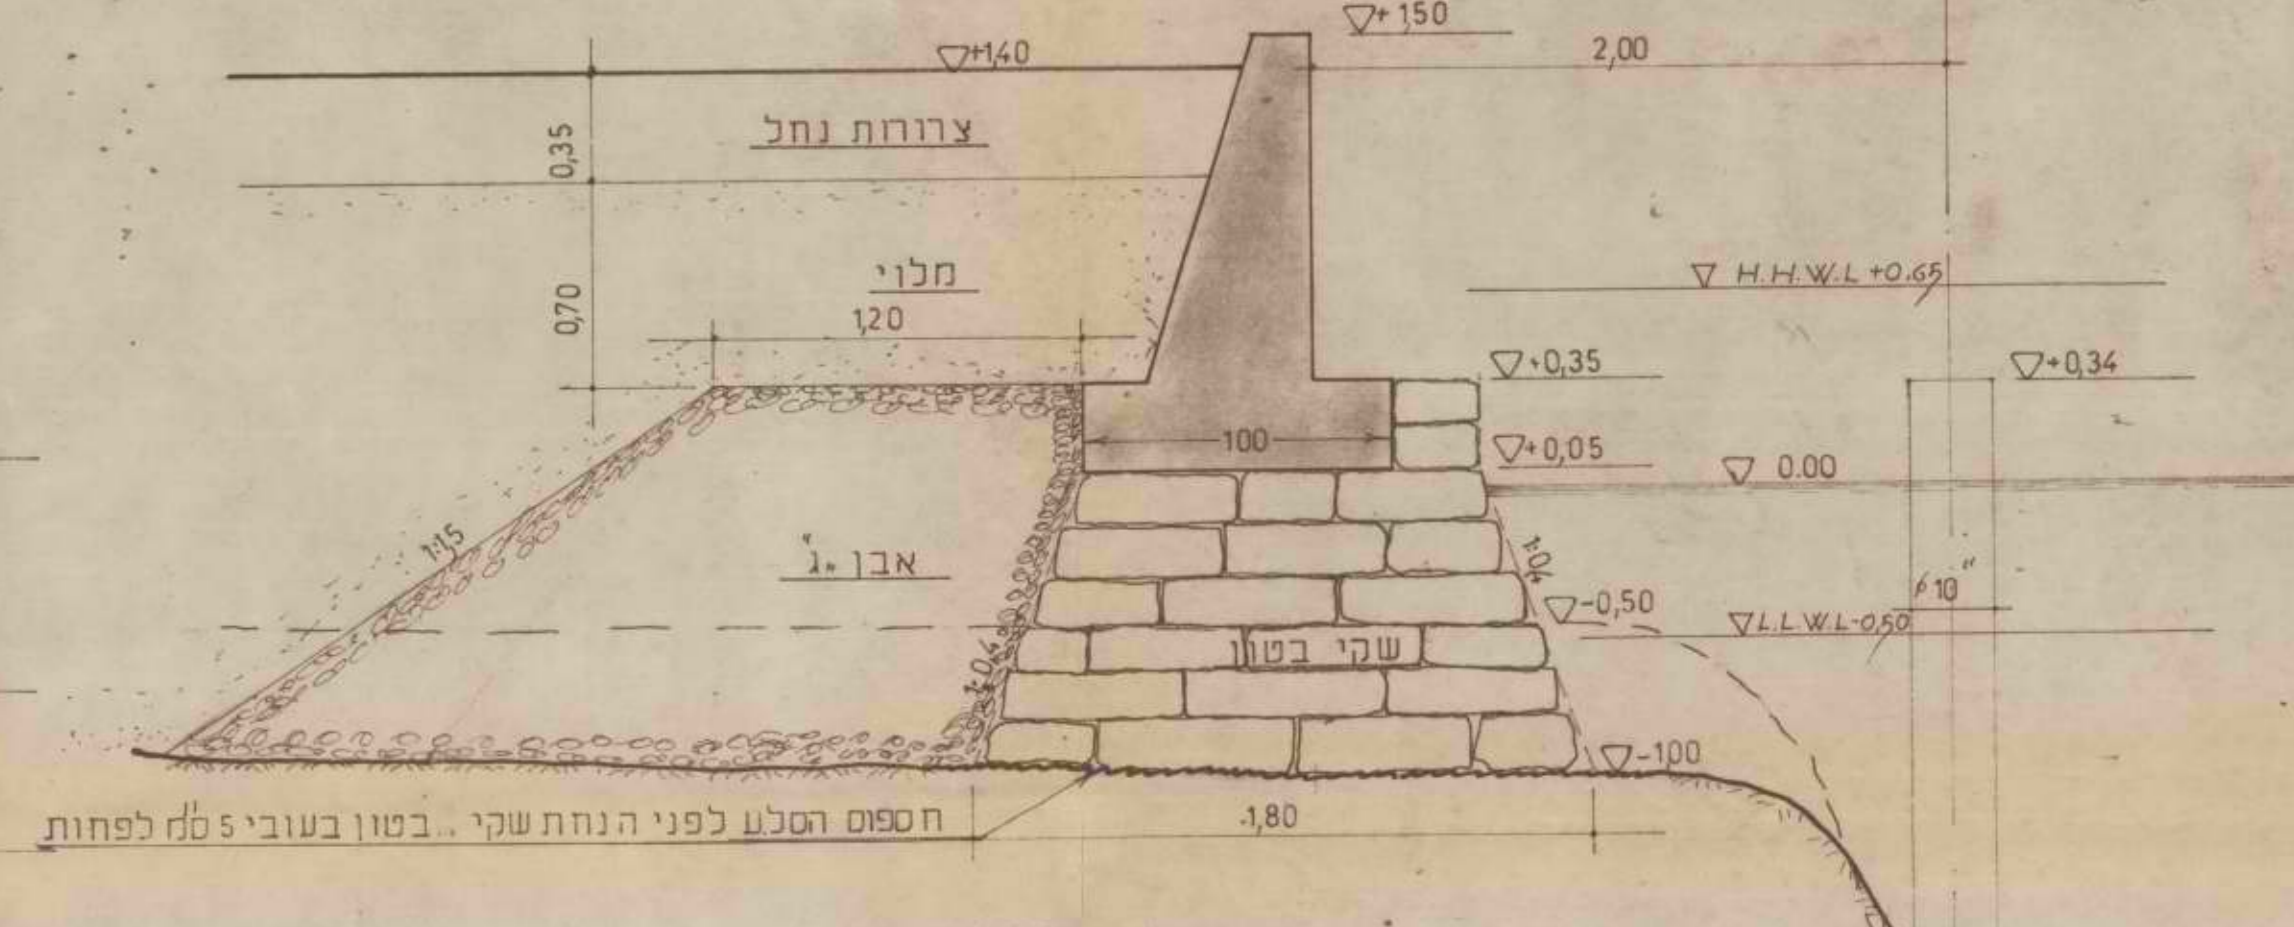 ▽+1,50
▽+1,40
2,00
צרורות נחל
0,35
▽ H.H.W.L +0.65
מלוי
0,70
1,20
▽+0,35
▽+0,34
100
▽+0,05
▽ 0.00
1:1,5
אבן "ג"
1:0,4
ø 10"
▽-0,50
▽L.L.W.L-0,50
שקי בטון
1:0,4
▽-1,00
חספוס הסלע לפני הנחת שקי .. בטון בעובי 5 ס"מ לפחות
1,80